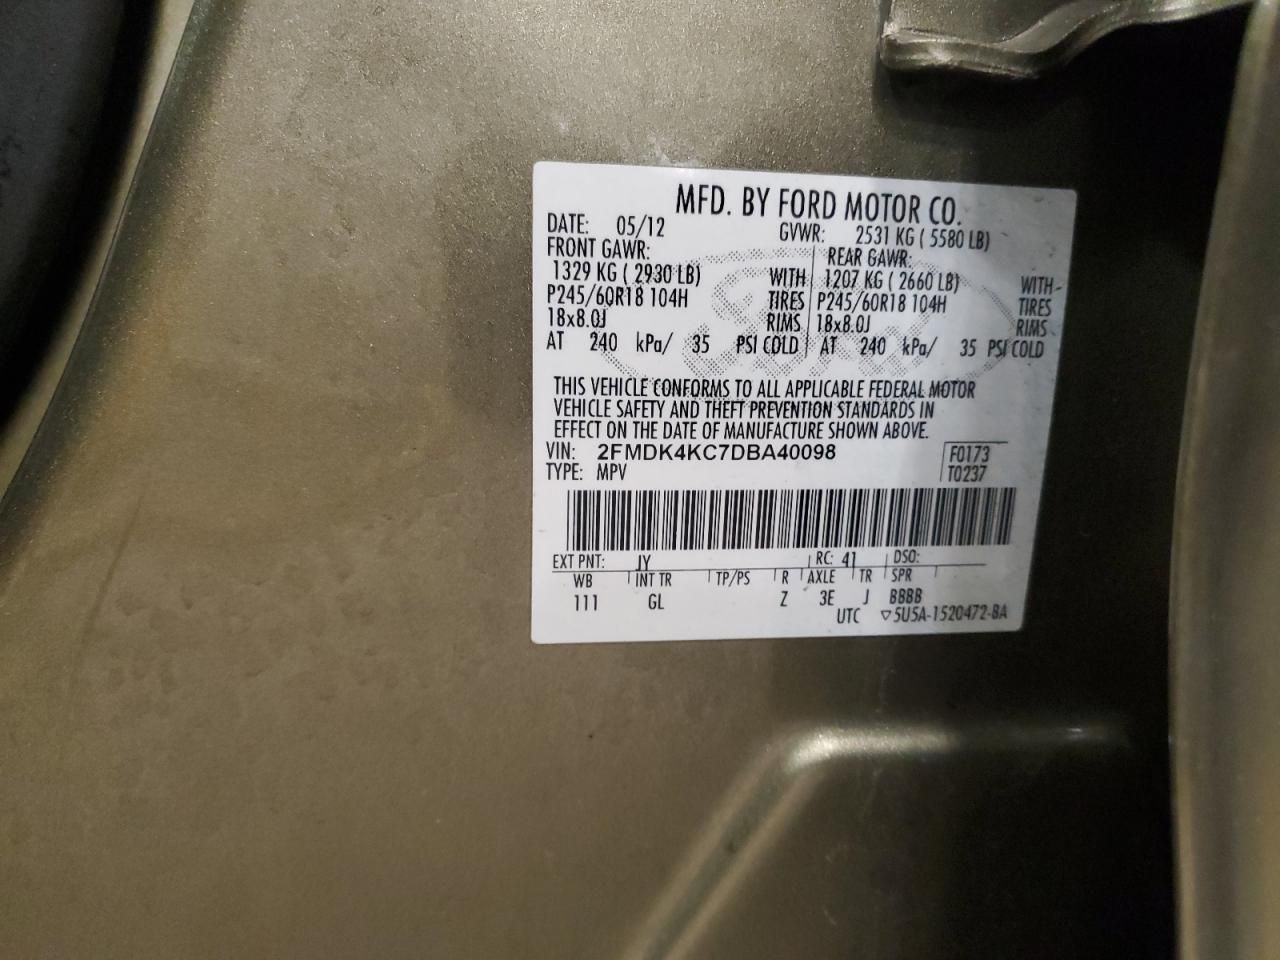 MFD. BY FORD MOTOR CO.
DATE: 05/12 GVWR: 2531 KG ( 5580 LB)
FRONT GAWR: REAR GAWR:
1329 KG ( 2930 LB) WITH 1207 KG ( 2660 LB) WITH
P245/60R18 104H TIRES P245/60R18 104H TIRES
18x8.0J RIMS 18x8.0J RIMS
AT 240 kPa/ 35 PSI COLD AT 240 kPa/ 35 PSI COLD
THIS VEHICLE CONFORMS TO ALL APPLICABLE FEDERAL MOTOR
VEHICLE SAFETY AND THEFT PREVENTION STANDARDS IN
EFFECT ON THE DATE OF MANUFACTURE SHOWN ABOVE.
VIN: 2FMDK4KC7DBA40098 F0173
TYPE: MPV T0237
EXT PNT: JY RC: 41 DSO:
WB INT TR TP/PS R AXLE TR SPR
111 GL Z 3E J BBBB
UTC ▽5U5A-1520472-BA